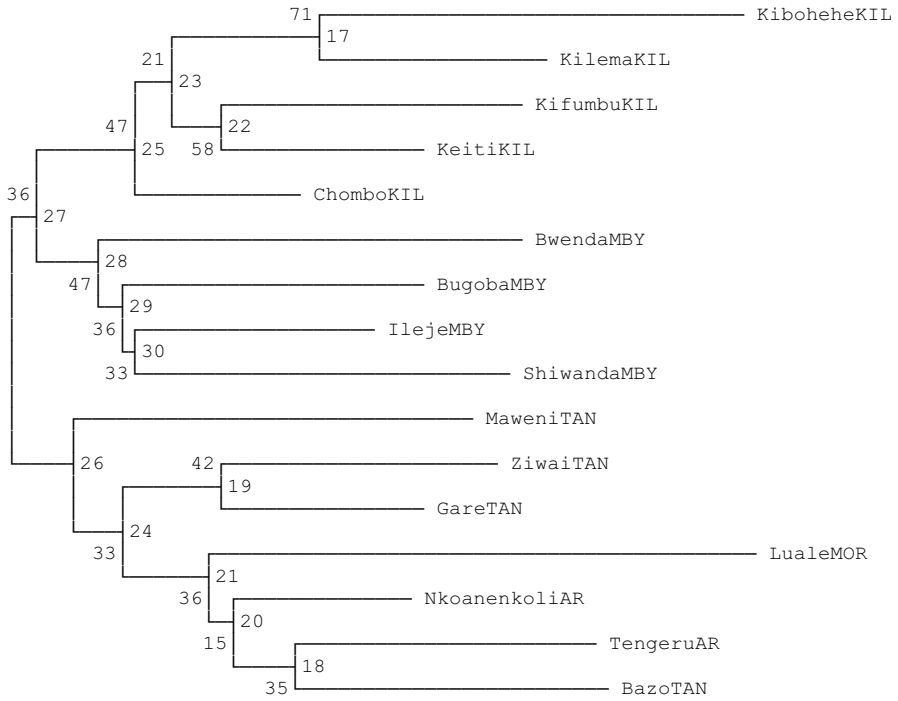 71 KiboheheKIL
17
21 KilemaKIL
23
KifumbuKIL
47 22
25 58 KeitiKIL
36 ChomboKIL
27
BwendaMBY
28
47 BugobaMBY
29
36 IlejeMBY
30
33 ShiwandaMBY
MaweniTAN
26 42 ZiwaiTAN
19
GareTAN
24
33 LualeMOR
21
36 NkoanenkoliAR
20
15 TengeruAR
18
35 BazoTAN